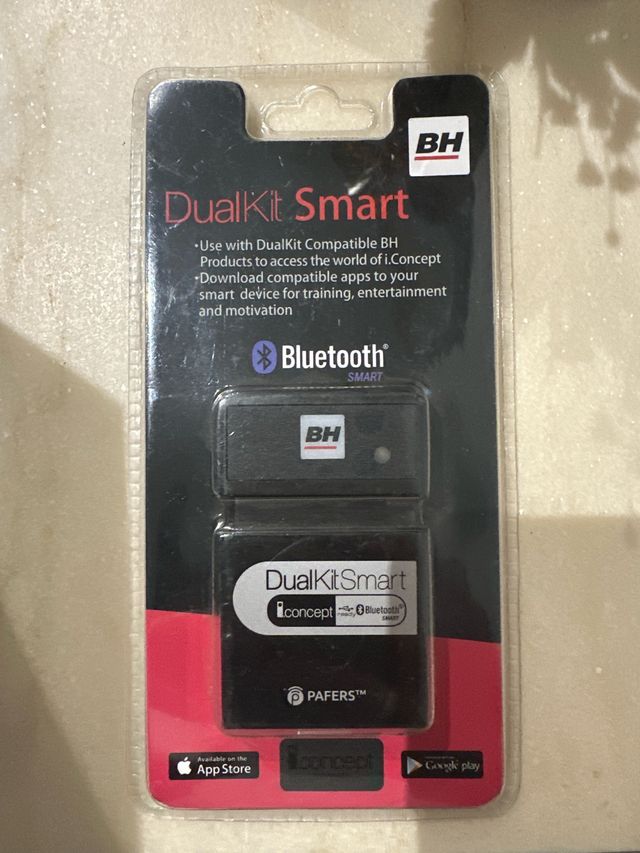 BH
DualKit Smart
•Use with DualKit Compatible BH
Products to access the world of i.Concept
•Download compatible apps to your
smart device for training, entertainment
and motivation
Bluetooth®
SMART
BH
DualKitSmart
i.concept ready Bluetooth®
SMART
PAFERS™
Available on the
App Store
i.concept
Google play